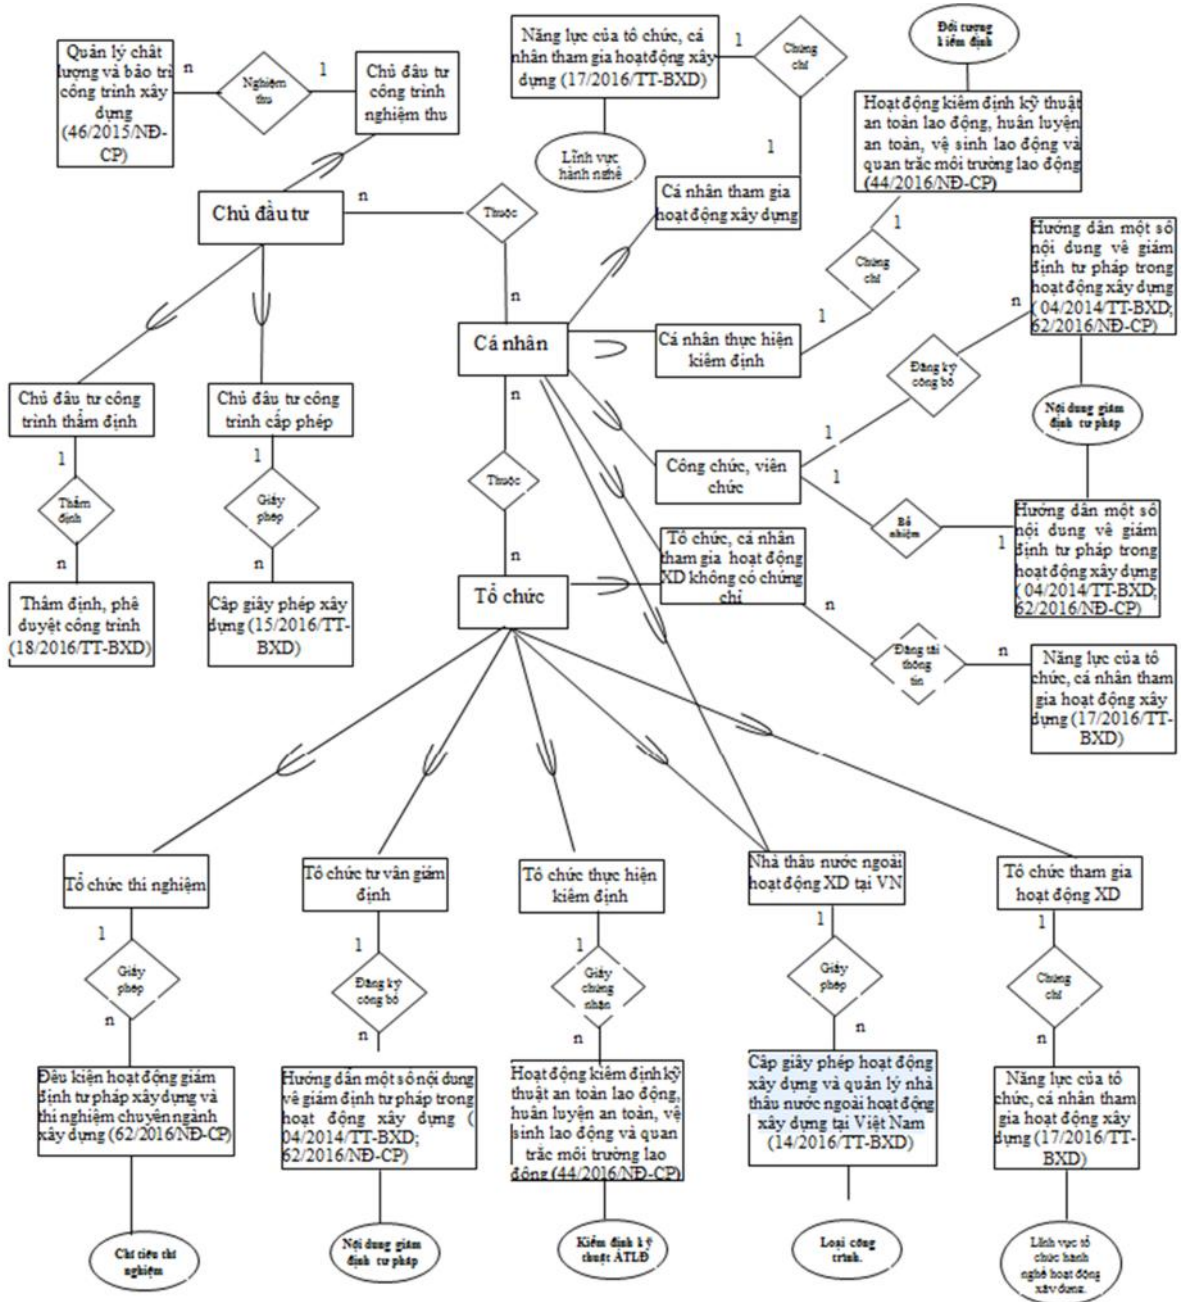 Quản lý chất
lượng và bảo trì
công trình xây
dựng
(46/2015/NĐ-
CP)
n
Nghiệm
thu
1
Chủ đầu tư
công trình
nghiệm thu
Năng lực của tổ chức, cá
nhân tham gia hoạt động xây
dựng (17/2016/TT-BXD)
1
Chứng
chỉ
1
Lĩnh vực
hành nghề
Đối tượng
kiểm định
Hoạt động kiểm định kỹ thuật
an toàn lao động, huấn luyện
an toàn, vệ sinh lao động và
quan trắc môi trường lao động
(44/2016/NĐ-CP)
1
Chứng
chỉ
1
Chủ đầu tư
n
Thuộc
n
Cá nhân tham gia
hoạt động xây dựng
Cá nhân
n
Cá nhân thực hiện
kiểm định
Hướng dẫn một số
nội dung về giám
định tư pháp trong
hoạt động xây dựng
( 04/2014/TT-BXD;
62/2016/NĐ-CP)
n
Đăng ký
công bố
1
Nội dung giám
định tư pháp
Chủ đầu tư công
trình thẩm định
1
Thẩm
định
n
Thẩm định, phê
duyệt công trình
(18/2016/TT-BXD)
Chủ đầu tư công
trình cấp phép
1
Giấy
phép
n
Cấp giấy phép xây
dựng (15/2016/TT-
BXD)
Thuộc
n
Tổ chức
Công chức, viên
chức
1
Bổ
nhiệm
1
Hướng dẫn một số
nội dung về giám
định tư pháp trong
hoạt động xây dựng
( 04/2014/TT-BXD;
62/2016/NĐ-CP)
Tổ chức, cá nhân
tham gia hoạt động
XD không có chứng
chỉ
n
Đăng tải
thông
tin
n
Năng lực của tổ
chức, cá nhân tham
gia hoạt động xây
dựng (17/2016/TT-
BXD)
Tổ chức thí nghiệm
1
Giấy
phép
n
Đều kiện hoạt động giám
định tư pháp xây dựng và
thí nghiệm chuyên ngành
xây dựng (62/2016/NĐ-CP)
Chỉ tiêu thí
nghiệm
Tổ chức tư vấn giám
định
1
Đăng ký
công bố
n
Hướng dẫn một số nội dung
về giám định tư pháp trong
hoạt động xây dựng (
04/2014/TT-BXD;
62/2016/NĐ-CP)
Nội dung giám
định tư pháp
Tổ chức thực hiện
kiểm định
1
Giấy
chứng
nhận
n
Hoạt động kiểm định kỹ
thuật an toàn lao động,
huấn luyện an toàn, vệ
sinh lao động và quan
trắc môi trường lao
động (44/2016/NĐ-CP)
Kiểm định kỹ
thuật ATLĐ
Nhà thầu nước ngoài
hoạt động XD tại VN
1
Giấy
phép
n
Cấp giấy phép hoạt động
xây dựng và quản lý nhà
thầu nước ngoài hoạt động
xây dựng tại Việt Nam
(14/2016/TT-BXD)
Loại công
trình.
Tổ chức tham gia
hoạt động XD
1
Chứng
chỉ
n
Năng lực của tổ
chức, cá nhân tham
gia hoạt động xây
dựng (17/2016/TT-
BXD)
Lĩnh vực tổ
chức hành
nghề hoạt động
xây dựng.